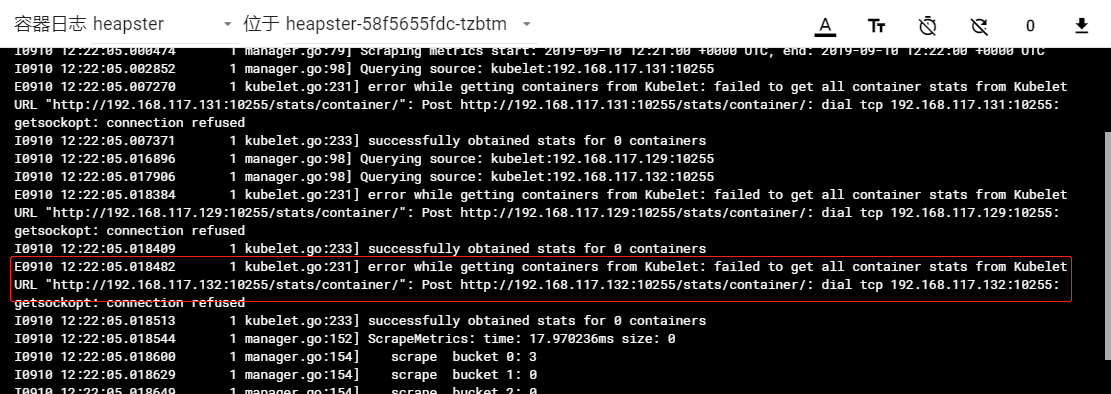 容器日志 heapster 位于 heapster-58f5655fdc-tzbtm A TT 0
I0910 12:22:05.000474 1 manager.go:79] Scraping metrics start: 2019-09-10 12:21:00 +0000 UTC, end: 2019-09-10 12:22:00 +0000 UTC
I0910 12:22:05.002852 1 manager.go:98] Querying source: kubelet:192.168.117.131:10255
E0910 12:22:05.007270 1 kubelet.go:231] error while getting containers from Kubelet: failed to get all container stats from Kubelet
URL "http://192.168.117.131:10255/stats/container/": Post http://192.168.117.131:10255/stats/container/: dial tcp 192.168.117.131:10255:
getsockopt: connection refused
I0910 12:22:05.007371 1 kubelet.go:233] successfully obtained stats for 0 containers
I0910 12:22:05.016896 1 manager.go:98] Querying source: kubelet:192.168.117.129:10255
I0910 12:22:05.017906 1 manager.go:98] Querying source: kubelet:192.168.117.132:10255
E0910 12:22:05.018384 1 kubelet.go:231] error while getting containers from Kubelet: failed to get all container stats from Kubelet
URL "http://192.168.117.129:10255/stats/container/": Post http://192.168.117.129:10255/stats/container/: dial tcp 192.168.117.129:10255:
getsockopt: connection refused
I0910 12:22:05.018409 1 kubelet.go:233] successfully obtained stats for 0 containers
E0910 12:22:05.018482 1 kubelet.go:231] error while getting containers from Kubelet: failed to get all container stats from Kubelet
URL "http://192.168.117.132:10255/stats/container/": Post http://192.168.117.132:10255/stats/container/: dial tcp 192.168.117.132:10255:
getsockopt: connection refused
I0910 12:22:05.018513 1 kubelet.go:233] successfully obtained stats for 0 containers
I0910 12:22:05.018544 1 manager.go:152] ScrapeMetrics: time: 17.970236ms size: 0
I0910 12:22:05.018600 1 manager.go:154] scrape bucket 0: 3
I0910 12:22:05.018629 1 manager.go:154] scrape bucket 1: 0
I0910 12:22:05.018649 1 manager.go:154] scrape bucket 2: 0